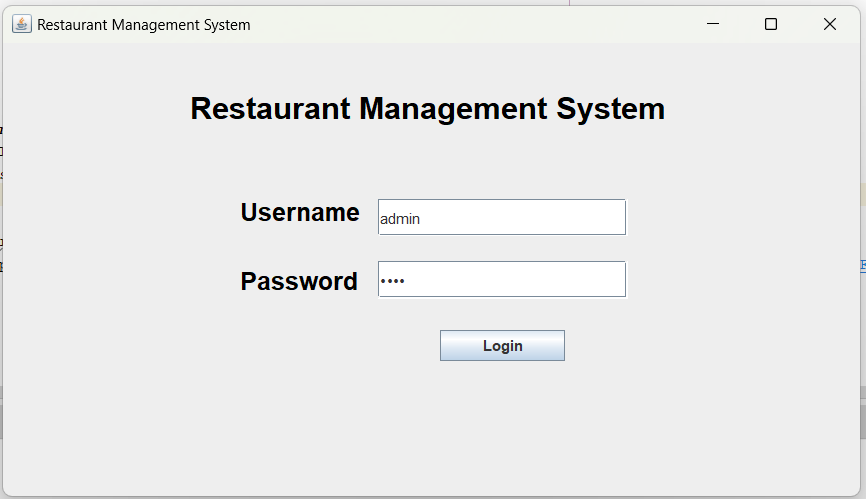 Restaurant Management System
Restaurant Management System
Username admin
Password ••••
Login